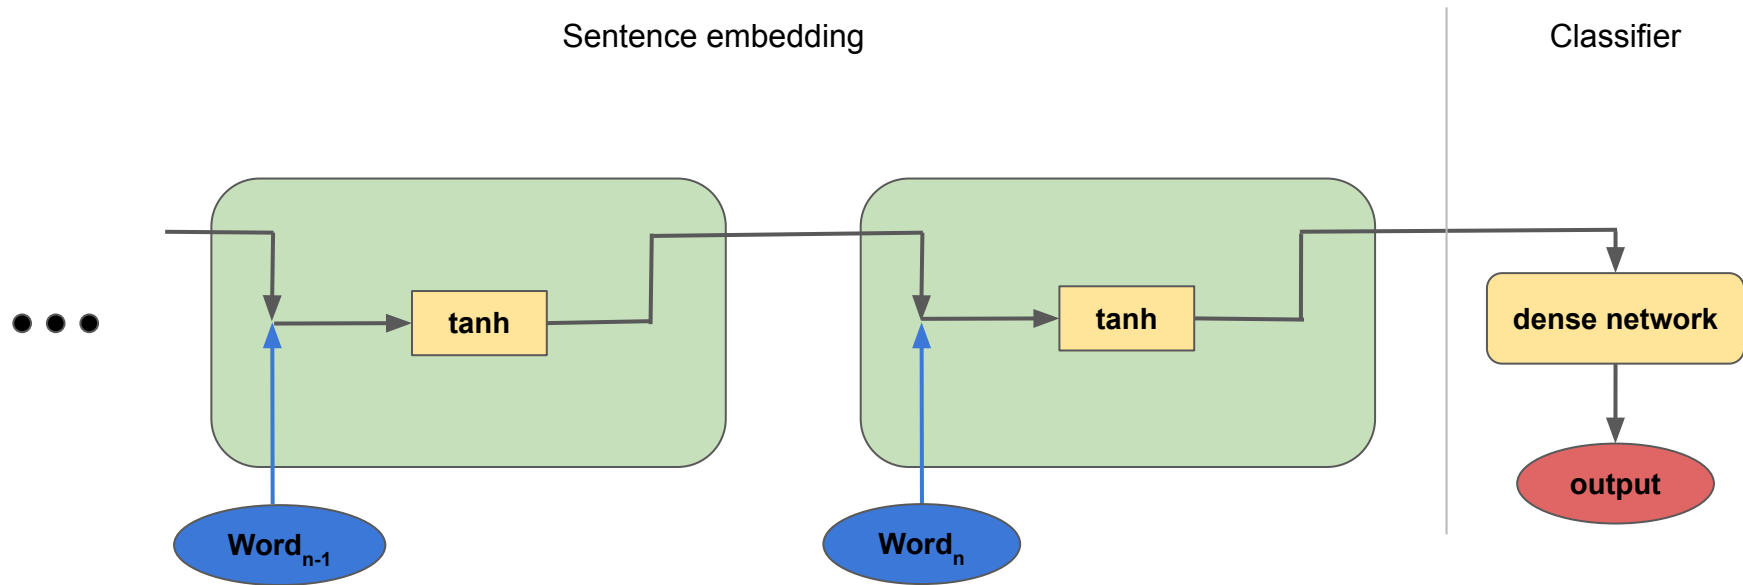 Sentence embedding
Classifier
tanh
tanh
dense network
output
Wordn-1
Wordn